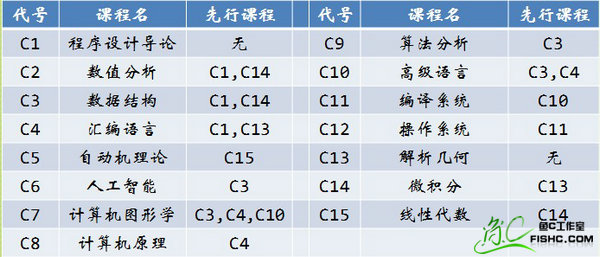 代号 课程名 先行课程 代号 课程名 先行课程
C1 程序设计导论 无 C9 算法分析 C3
C2 数值分析 C1,C14 C10 高级语言 C3,C4
C3 数据结构 C1,C14 C11 编译系统 C10
C4 汇编语言 C1,C13 C12 操作系统 C11
C5 自动机理论 C15 C13 解析几何 无
C6 人工智能 C3 C14 微积分 C13
C7 计算机图形学 C3,C4,C10 C15 线性代数 C14
C8 计算机原理 C4
鱼C 鱼C工作室
FISHC.COM